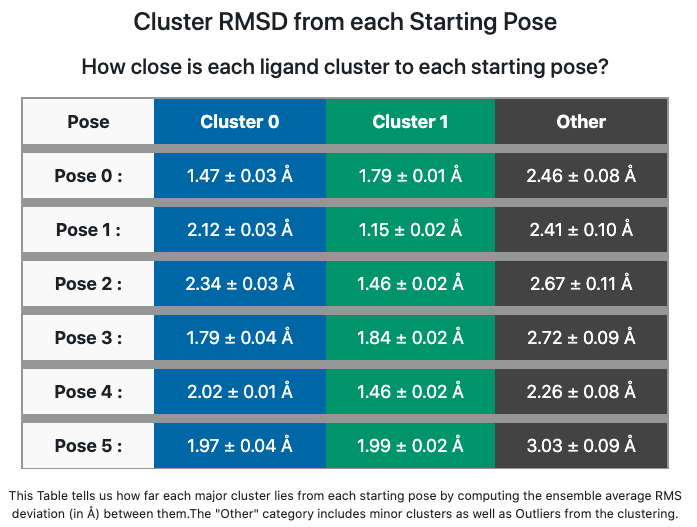 Cluster RMSD from each Starting Pose
How close is each ligand cluster to each starting pose?
Pose Cluster 0 Cluster 1 Other
Pose 0 : 1.47 ± 0.03 Å 1.79 ± 0.01 Å 2.46 ± 0.08 Å
Pose 1 : 2.12 ± 0.03 Å 1.15 ± 0.02 Å 2.41 ± 0.10 Å
Pose 2 : 2.34 ± 0.03 Å 1.46 ± 0.02 Å 2.67 ± 0.11 Å
Pose 3 : 1.79 ± 0.04 Å 1.84 ± 0.02 Å 2.72 ± 0.09 Å
Pose 4 : 2.02 ± 0.01 Å 1.46 ± 0.02 Å 2.26 ± 0.08 Å
Pose 5 : 1.97 ± 0.04 Å 1.99 ± 0.02 Å 3.03 ± 0.09 Å
This Table tells us how far each major cluster lies from each starting pose by computing the ensemble average RMS
deviation (in Å) between them.The "Other" category includes minor clusters as well as Outliers from the clustering.